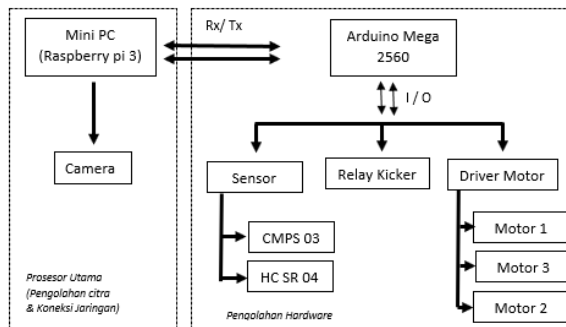 Mini PC
(Raspberry pi 3)
Rx/ Tx
Arduino Mega
2560
I / O
Camera
Sensor
Relay Kicker
Driver Motor
CMPS 03
HC SR 04
Motor 1
Motor 3
Motor 2
Prosesor Utama
(Pengolahan citra
& Koneksi Jaringan)
Pengolahan Hardware